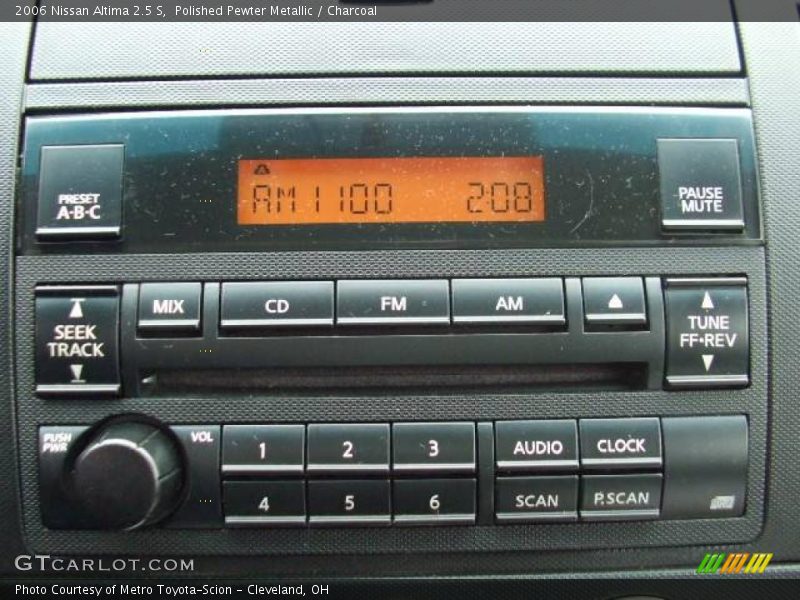 2006 Nissan Altima 2.5 S,  Polished Pewter Metallic / Charcoal
AM 1100 2:08
PRESET
A·B·C
PAUSE
MUTE
SEEK
TRACK
MIX
CD
FM
AM
TUNE
FF·REV
PUSH
PWR
VOL
1
2
3
AUDIO
CLOCK
4
5
6
SCAN
P.SCAN
GTCARLOT.COM
Photo Courtesy of Metro Toyota-Scion - Cleveland, OH